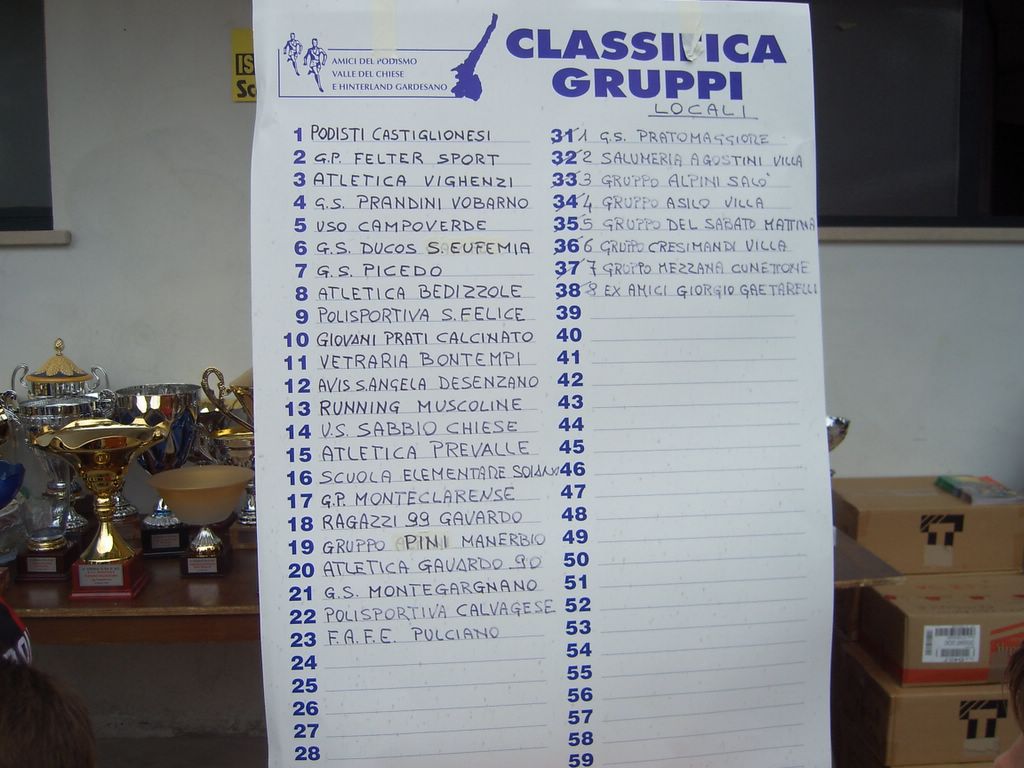 IS
Sc
AMICI DEL PODISMO
VALLE DEL CHIESE
E HINTERLAND GARDESANO
CLASSIFICA
GRUPPI
LOCALI
1 PODISTI CASTIGLIONESI
2 G.P. FELTER SPORT
3 ATLETICA VIGHENZI
4 G.S. PRANDINI VOBARNO
5 USO CAMPOVERDE
6 G.S. DUCOS S.EUFEMIA
7 G.S. PICEDO
8 ATLETICA BEDIZZOLE
9 POLISPORTIVA S.FELICE
10 GIOVANI PRATI CALCINATO
11 VETRARIA BONTEMPI
12 AVIS S.ANGELA DESENZANO
13 RUNNING MUSCOLINE
14 U.S. SABBIO CHIESE
15 ATLETICA PREVALLE
16 SCUOLA ELEMENTARE
17 G.P. MONTECLARENSE
18 RAGAZZI 99 GAVARDO
19 GRUPPO PINI MANERBIO
20 ATLETICA GAVARDO 90
21 G.S. MONTEGARGNANO
22 POLISPORTIVA CALVAGESE
23 F.A.F.E. PULCIANO
24
25
26
27
28
31 1 G.S. PRATOMAGGIORE
32 2 SALUMERIA AGOSTINI VILLA
33 3 GRUPPO ALPINI SALO'
34 4 GRUPPO ASILO VILLA
35 5 GRUPPO DEL SABATO MATTINA
36 6 GRUPPO CRESIMANDI VILLA
37 7 GRUPPO MEZZANA CUNETTONE
38 8 EX AMICI GIORGIO GAETARELLI
39
40
41
42
43
44
45
46
47
48
49
50
51
52
53
54
55
56
57
58
59